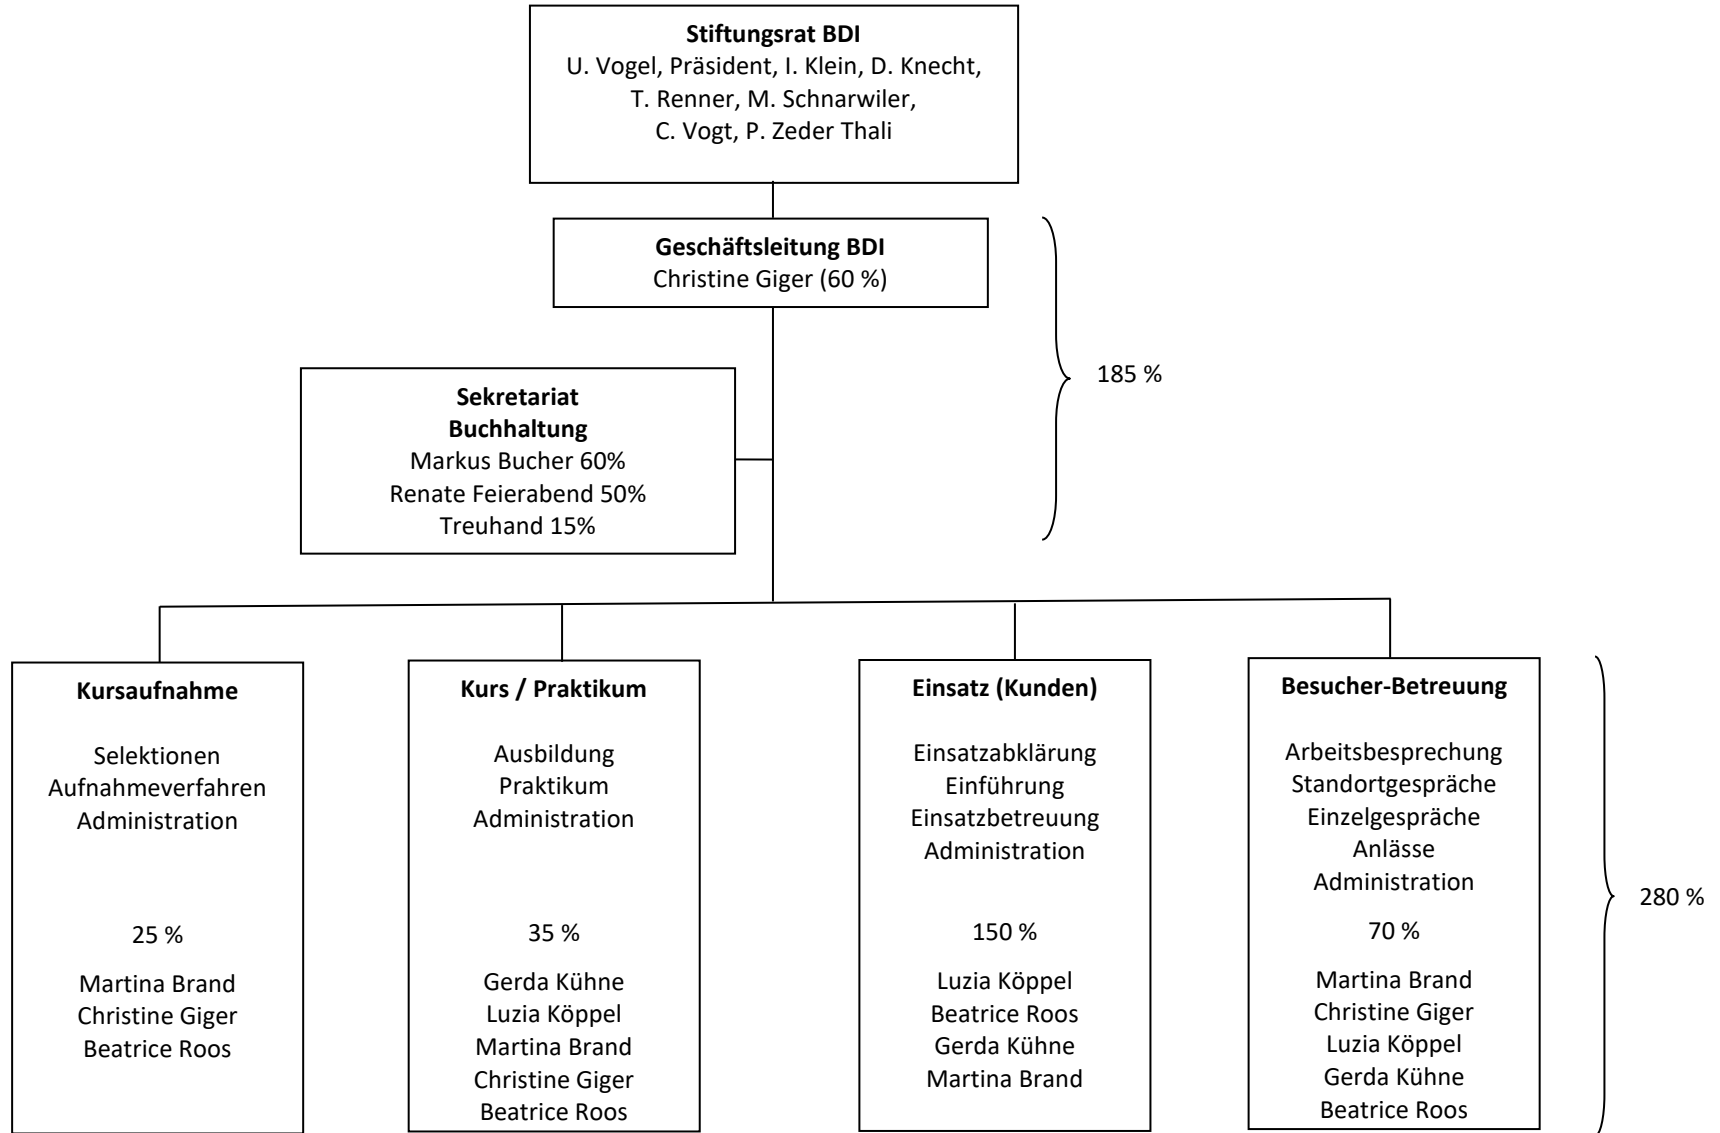 Stiftungsrat BDI
U. Vogel, Präsident, I. Klein, D. Knecht,
T. Renner, M. Schnarwiler,
C. Vogt, P. Zeder Thali
Geschäftsleitung BDI
Christine Giger (60 %)
185 %
Sekretariat
Buchhaltung
Markus Bucher 60%
Renate Feierabend 50%
Treuhand 15%
Kursaufnahme
Selektionen
Aufnahmeverfahren
Administration
25 %
Martina Brand
Christine Giger
Beatrice Roos
Kurs / Praktikum
Ausbildung
Praktikum
Administration
35 %
Gerda Kühne
Luzia Köppel
Martina Brand
Christine Giger
Beatrice Roos
Einsatz (Kunden)
Einsatzabklärung
Einführung
Einsatzbetreuung
Administration
150 %
Luzia Köppel
Beatrice Roos
Gerda Kühne
Martina Brand
Besucher-Betreuung
Arbeitsbesprechung
Standortgespräche
Einzelgespräche
Anlässe
Administration
70 %
Martina Brand
Christine Giger
Luzia Köppel
Gerda Kühne
Beatrice Roos
280 %